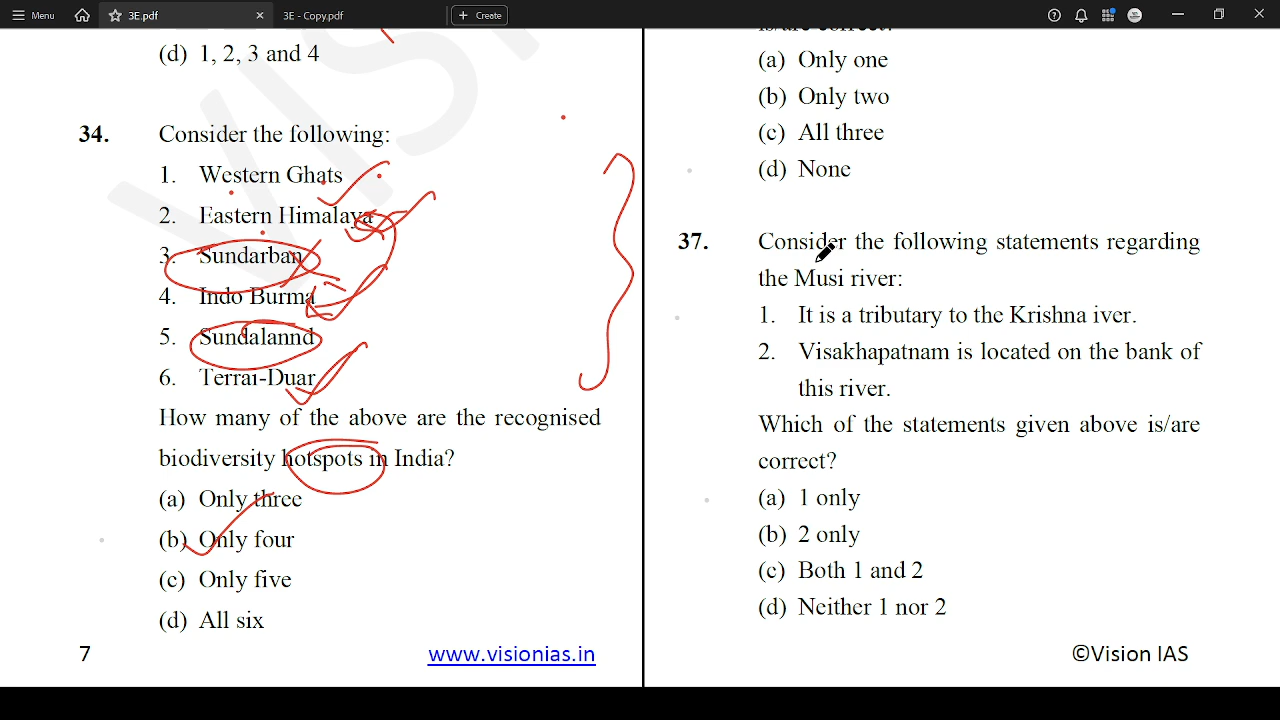 Menu
3E.pdf
3E - Copy.pdf
Create
(d) 1, 2, 3 and 4
34. Consider the following:
1. Western Ghats
2. Eastern Himalaya
3. Sundarban
4. Indo Burma
5. Sundalannd
6. Terrai-Duar
How many of the above are the recognised
biodiversity hotspots in India?
(a) Only three
(b) Only four
(c) Only five
(d) All six
7
www.visionias.in
is/are correct?
(a) Only one
(b) Only two
(c) All three
(d) None
37. Consider the following statements regarding
the Musi river:
1. It is a tributary to the Krishna iver.
2. Visakhapatnam is located on the bank of
this river.
Which of the statements given above is/are
correct?
(a) 1 only
(b) 2 only
(c) Both 1 and 2
(d) Neither 1 nor 2
©Vision IAS